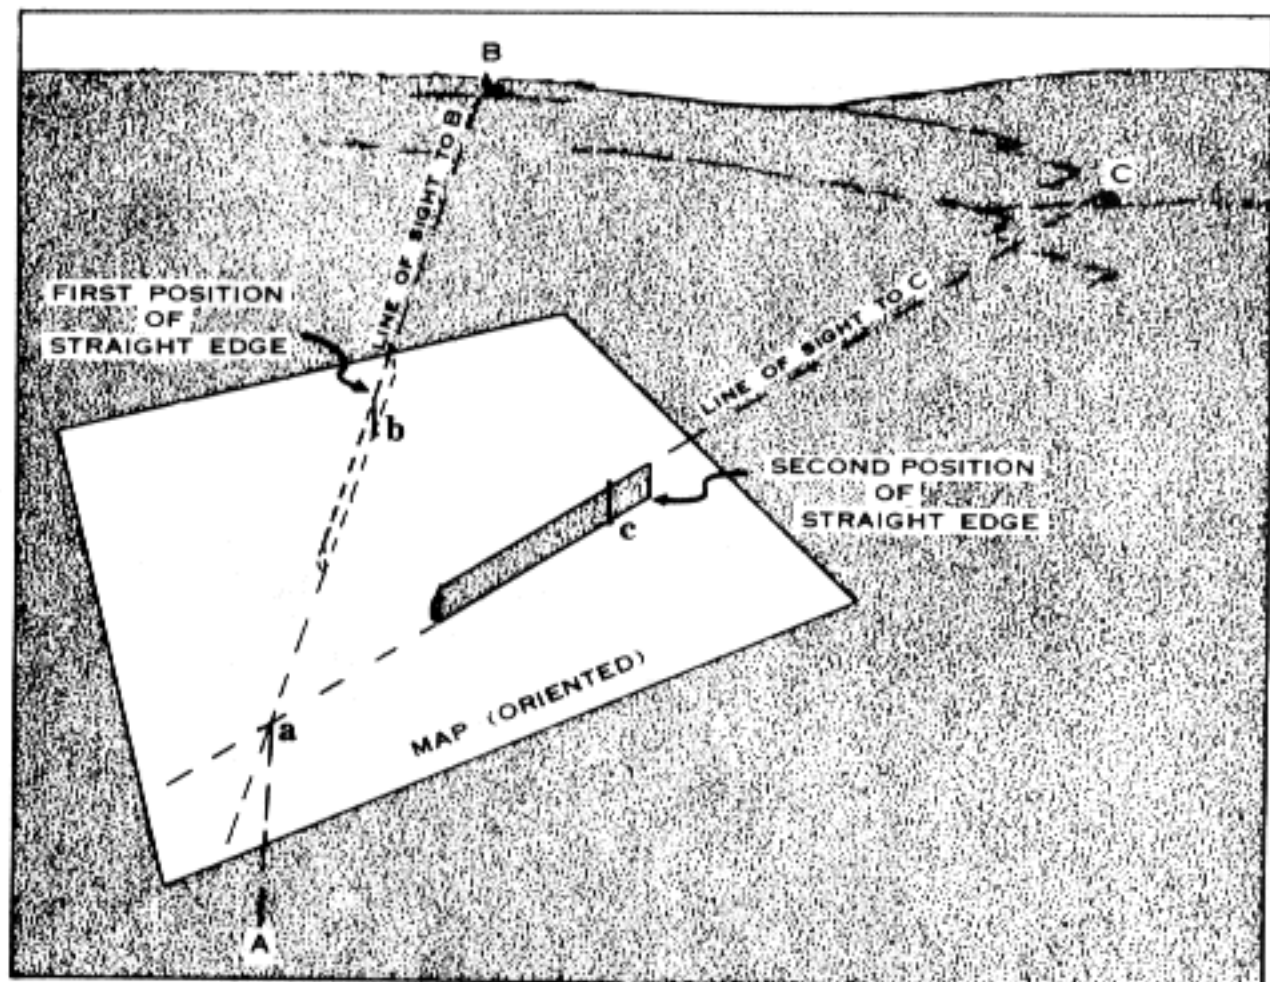 B
LINE OF SIGHT TO B
C
FIRST POSITION
OF
STRAIGHT EDGE
LINE OF SIGHT TO C
b
SECOND POSITION
OF
STRAIGHT EDGE
c
a
MAP (ORIENTED)
A